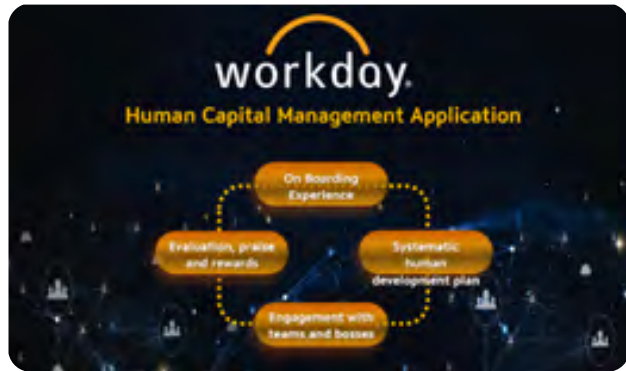 workday.
Human Capital Management Application
On Boarding
Experience
Evaluation, praise
and rewards
Systematic
human
development plan
Engagement with
teams and bosses